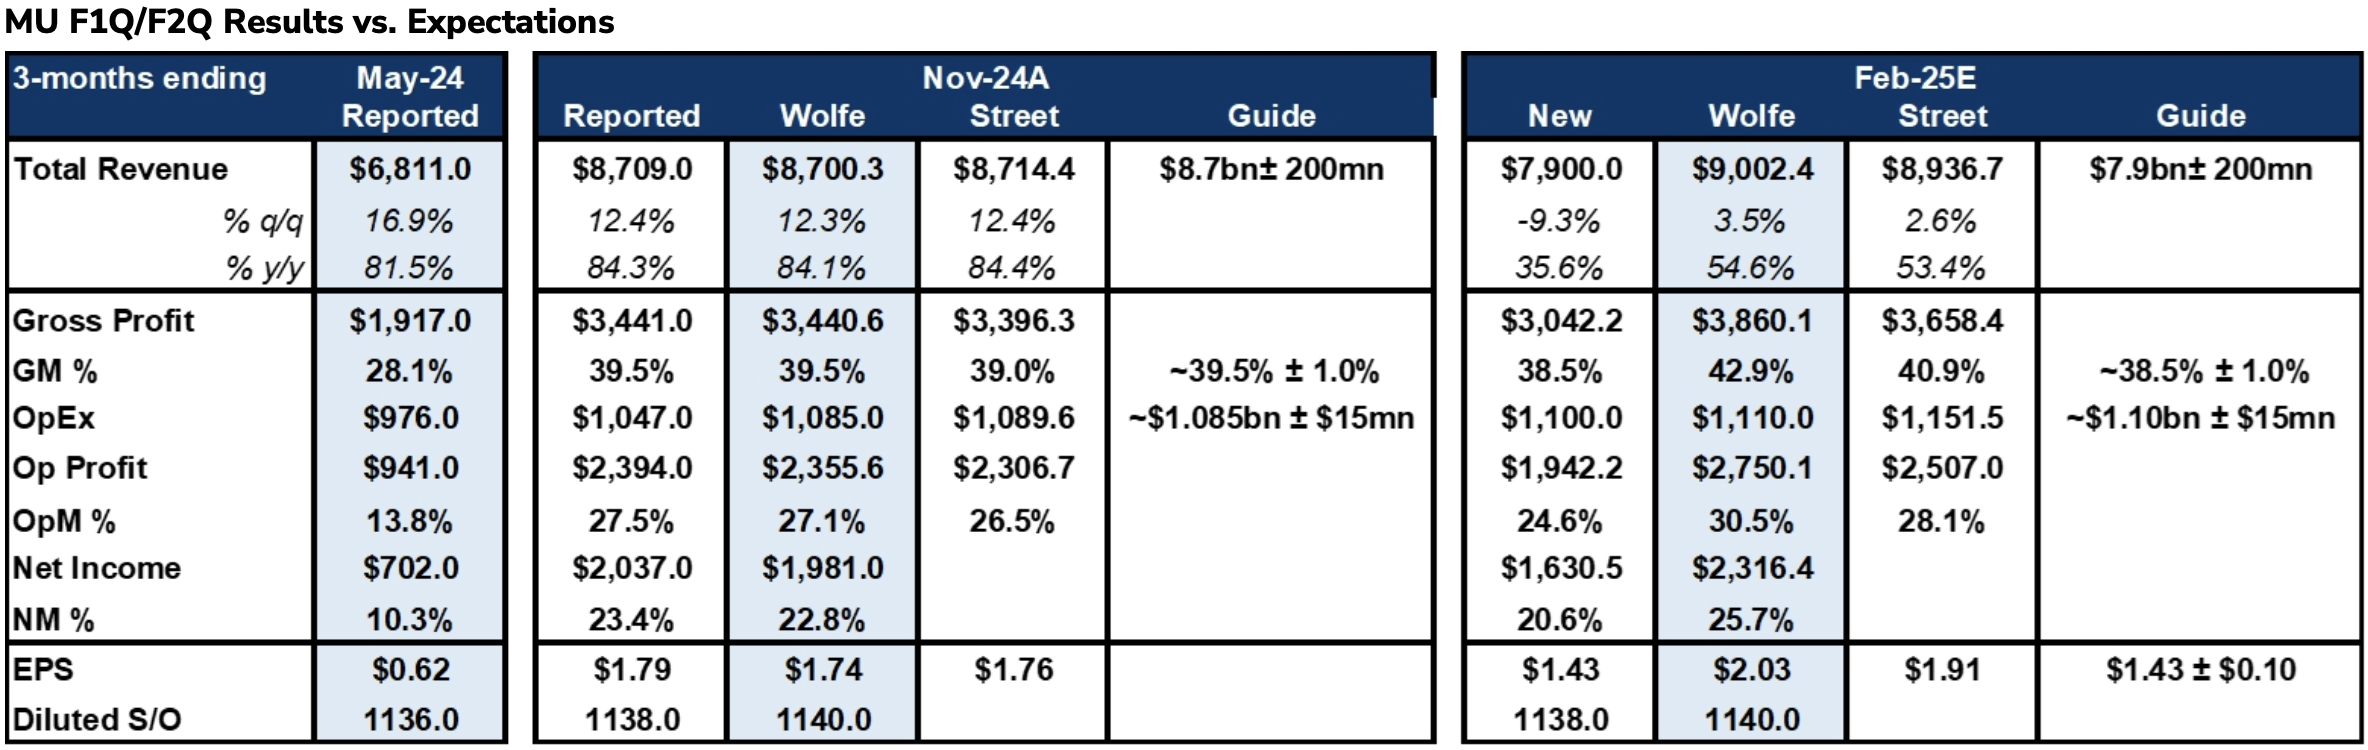 MU F1Q/F2Q Results vs. Expectations
3-months ending May-24 Nov-24A Feb-25E
Reported Reported Wolfe Street Guide New Wolfe Street Guide
Total Revenue $6,811.0 $8,709.0 $8,700.3 $8,714.4 $8.7bn± 200mn $7,900.0 $9,002.4 $8,936.7 $7.9bn± 200mn
% q/q 16.9% 12.4% 12.3% 12.4% -9.3% 3.5% 2.6%
% y/y 81.5% 84.3% 84.1% 84.4% 35.6% 54.6% 53.4%
Gross Profit $1,917.0 $3,441.0 $3,440.6 $3,396.3 $3,042.2 $3,860.1 $3,658.4
GM % 28.1% 39.5% 39.5% 39.0% ~39.5% ± 1.0% 38.5% 42.9% 40.9% ~38.5% ± 1.0%
OpEx $976.0 $1,047.0 $1,085.0 $1,089.6 ~$1.085bn ± $15mn $1,100.0 $1,110.0 $1,151.5 ~$1.10bn ± $15mn
Op Profit $941.0 $2,394.0 $2,355.6 $2,306.7 $1,942.2 $2,750.1 $2,507.0
OpM % 13.8% 27.5% 27.1% 26.5% 24.6% 30.5% 28.1%
Net Income $702.0 $2,037.0 $1,981.0 $1,630.5 $2,316.4
NM % 10.3% 23.4% 22.8% 20.6% 25.7%
EPS $0.62 $1.79 $1.74 $1.76 $1.43 $2.03 $1.91 $1.43 ± $0.10
Diluted S/O 1136.0 1138.0 1140.0 1138.0 1140.0